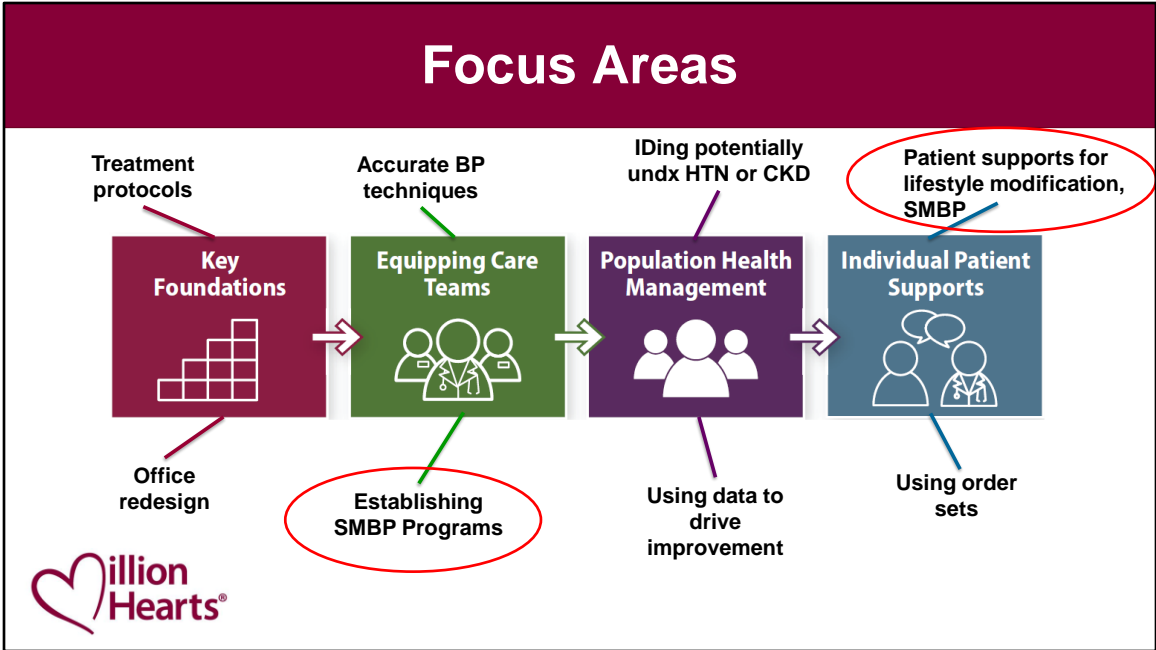 Focus Areas
Treatment
protocols
Accurate BP
techniques
IDing potentially
undx HTN or CKD
Patient supports for
lifestyle modification,
SMBP
Key
Foundations
Equipping Care
Teams
Population Health
Management
Individual Patient
Supports
Office
redesign
Establishing
SMBP Programs
Using data to
drive
improvement
Using order
sets
Million
Hearts®